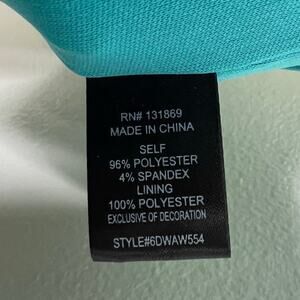 RN# 131869
MADE IN CHINA
SELF
96% POLYESTER
4% SPANDEX
LINING
100% POLYESTER
EXCLUSIVE OF DECORATION
STYLE#6DWAW554